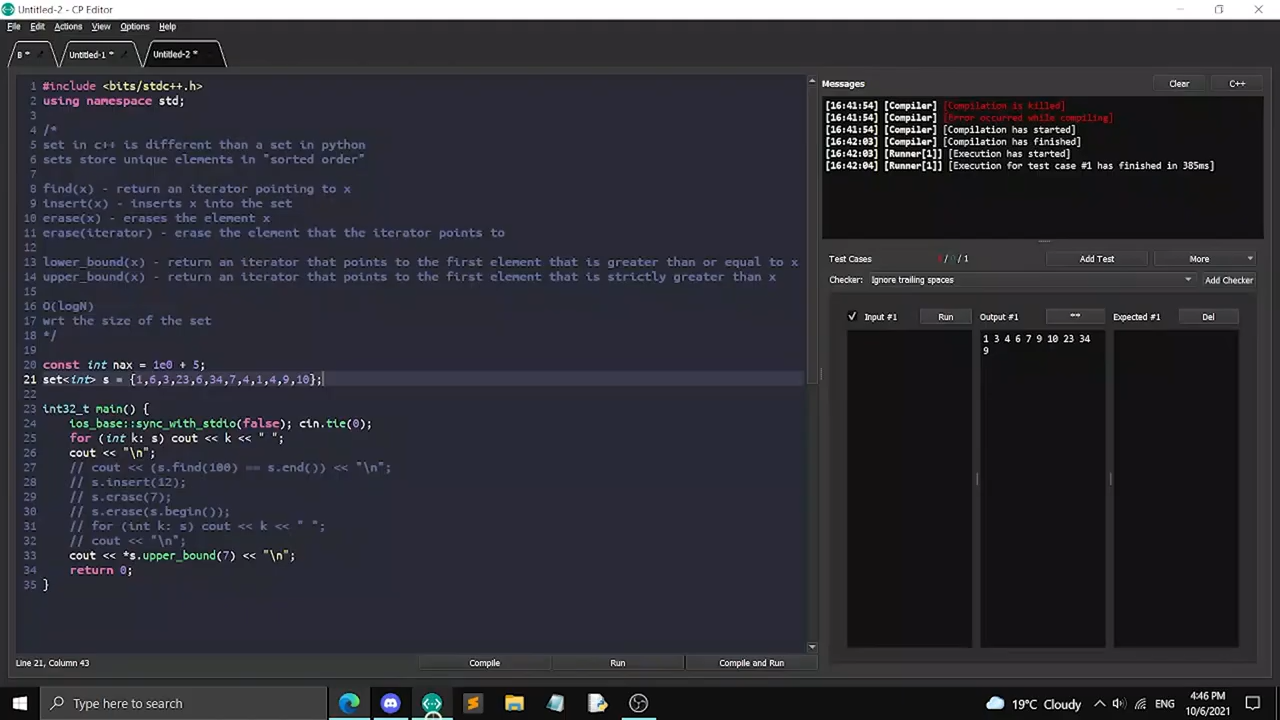 Untitled-2 - CP Editor
File Edit Actions View Options Help
B * Untitled-1 * Untitled-2 *
1 #include <bits/stdc++.h>
2 using namespace std;
3
4 /*
5 set in c++ is different than a set in python
6 sets store unique elements in "sorted order"
7
8 find(x) - return an iterator pointing to x
9 insert(x) - inserts x into the set
10 erase(x) - erases the element x
11 erase(iterator) - erase the element that the iterator points to
12
13 lower_bound(x) - return an iterator that points to the first element that is greater than or equal to x
14 upper_bound(x) - return an iterator that points to the first element that is strictly greater than x
15
16 O(logN)
17 wrt the size of the set
18 */
19
20 const int nax = 1e0 + 5;
21 set<int> s = {1,6,3,23,6,34,7,4,1,4,9,10};
22
23 int32_t main() {
24 ios_base::sync_with_stdio(false); cin.tie(0);
25 for (int k: s) cout << k << " ";
26 cout << "\n";
27 // cout << (s.find(100) == s.end()) << "\n";
28 // s.insert(12);
29 // s.erase(7);
30 // s.erase(s.begin());
31 // for (int k: s) cout << k << " ";
32 // cout << "\n";
33 cout << *s.upper_bound(7) << "\n";
34 return 0;
35 }
Line 21, Column 43
Compile Run Compile and Run
Messages Clear C++
[16:41:54] [Compiler] [Compilation is killed]
[16:41:54] [Compiler] [Error occurred while compiling]
[16:41:54] [Compiler] [Compilation has started]
[16:42:03] [Compiler] [Compilation has finished]
[16:42:03] [Runner[1]] [Execution has started]
[16:42:04] [Runner[1]] [Execution for test case #1 has finished in 385ms]
Test Cases / / 1 Add Test More
Checker: Ignore trailing spaces Add Checker
Input #1 Run Output #1 ** Expected #1 Del
1 3 4 6 7 9 10 23 34
9
Type here to search
19°C Cloudy ENG
4:46 PM
10/6/2021